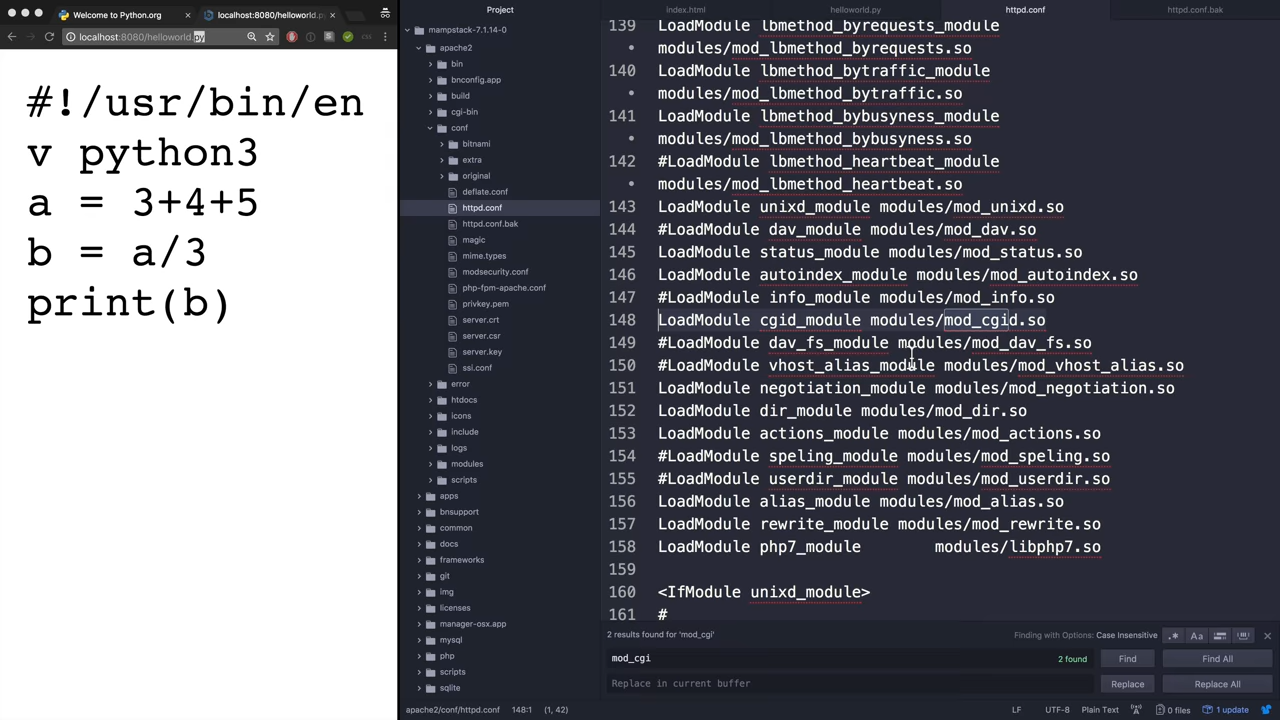 Welcome to Python.org
localhost:8080/helloworld.py
localhost:8080/helloworld.py
css
#!/usr/bin/en
v python3
a = 3+4+5
b = a/3
print(b)
Project
mampstack-7.1.14-0
apache2
bin
bnconfig.app
build
cgi-bin
conf
bitnami
extra
original
deflate.conf
httpd.conf
httpd.conf.bak
magic
mime.types
modsecurity.conf
php-fpm-apache.conf
privkey.pem
server.crt
server.csr
server.key
ssi.conf
error
htdocs
icons
include
logs
modules
scripts
apps
bnsupport
common
docs
frameworks
git
img
licenses
manager-osx.app
mysql
php
scripts
sqlite
index.html
helloworld.py
httpd.conf
httpd.conf.bak
139 LoadModule lbmethod_byrequests_module
• modules/mod_lbmethod_byrequests.so
140 LoadModule lbmethod_bytraffic_module
• modules/mod_lbmethod_bytraffic.so
141 LoadModule lbmethod_bybusyness_module
• modules/mod_lbmethod_bybusyness.so
142 #LoadModule lbmethod_heartbeat_module
• modules/mod_lbmethod_heartbeat.so
143 LoadModule unixd_module modules/mod_unixd.so
144 #LoadModule dav_module modules/mod_dav.so
145 LoadModule status_module modules/mod_status.so
146 LoadModule autoindex_module modules/mod_autoindex.so
147 #LoadModule info_module modules/mod_info.so
148 LoadModule cgid_module modules/mod_cgid.so
149 #LoadModule dav_fs_module modules/mod_dav_fs.so
150 #LoadModule vhost_alias_module modules/mod_vhost_alias.so
151 LoadModule negotiation_module modules/mod_negotiation.so
152 LoadModule dir_module modules/mod_dir.so
153 LoadModule actions_module modules/mod_actions.so
154 #LoadModule speling_module modules/mod_speling.so
155 #LoadModule userdir_module modules/mod_userdir.so
156 LoadModule alias_module modules/mod_alias.so
157 LoadModule rewrite_module modules/mod_rewrite.so
158 LoadModule php7_module modules/libphp7.so
159
160 <IfModule unixd_module>
161 #
2 results found for 'mod_cgi'
Finding with Options: Case Insensitive
.* Aa
mod_cgi
2 found
Find
Find All
Replace in current buffer
Replace
Replace All
apache2/conf/httpd.conf 148:1 (1, 42)
LF UTF-8 Plain Text 0 files 1 update